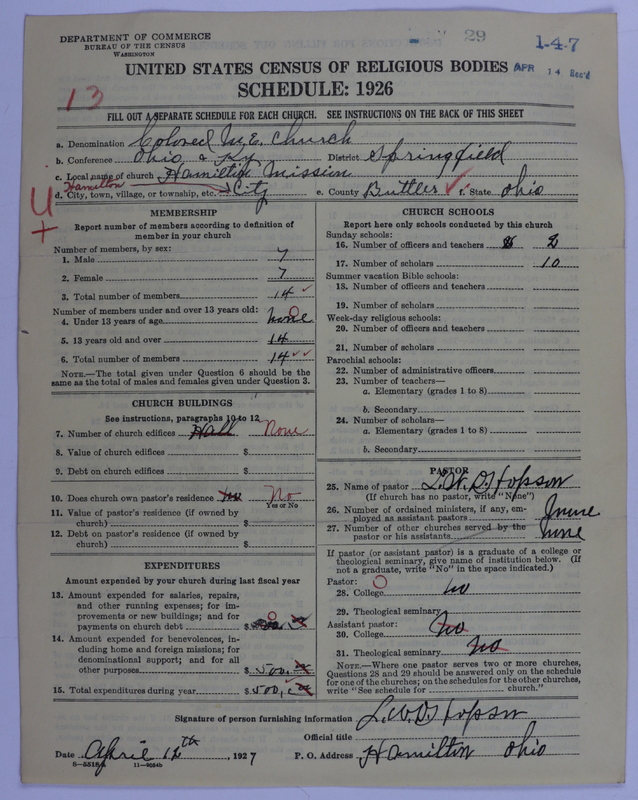 DEPARTMENT OF COMMERCE
BUREAU OF THE CENSUS
WASHINGTON
29
1-4-7
APR 14 Rec'd
UNITED STATES CENSUS OF RELIGIOUS BODIES
SCHEDULE: 1926
13
FILL OUT A SEPARATE SCHEDULE FOR EACH CHURCH. SEE INSTRUCTIONS ON THE BACK OF THIS SHEET
a. Denomination Colored M.E. Church
b. Conference Ohio & Ky District Springfield
c. Local name of church Hamilton Mission
Hamilton
d. City, town, village, or township, etc. City e. County Buttler f. State Ohio
U
+
MEMBERSHIP
Report number of members according to definition of
member in your church
Number of members, by sex:
1. Male 7
2. Female 7
3. Total number of members 14
Number of members under and over 13 years old:
4. Under 13 years of age none 0
5. 13 years old and over 14
6. Total number of members 14
NOTE.—The total given under Question 6 should be the
same as the total of males and females given under Question 3.
CHURCH BUILDINGS
See instructions, paragraphs 10 to 12
7. Number of church edifices Hall None
8. Value of church edifices $
9. Debt on church edifices $
10. Does church own pastor's residence no No
Yes or No
11. Value of pastor's residence (if owned by
church) $
12. Debt on pastor's residence (if owned by
church) $
EXPENDITURES
Amount expended by your church during last fiscal year
13. Amount expended for salaries, repairs,
and other running expenses; for im-
provements or new buildings; and for
payments on church debt $ 0
14. Amount expended for benevolences, in-
cluding home and foreign missions; for
denominational support; and for all
other purposes $ 500,
15. Total expenditures during year $ 500,
CHURCH SCHOOLS
Report here only schools conducted by this church
Sunday schools:
16. Number of officers and teachers 2
17. Number of scholars 10
Summer vacation Bible schools:
18. Number of officers and teachers
19. Number of scholars
Week-day religious schools:
20. Number of officers and teachers
21. Number of scholars
Parochial schools:
22. Number of administrative officers
23. Number of teachers—
a. Elementary (grades 1 to 8)
b. Secondary
24. Number of scholars—
a. Elementary (grades 1 to 8)
b. Secondary
PASTOR
25. Name of pastor L.W.D. Hopson
(If church has no pastor, write "None")
26. Number of ordained ministers, if any, em-
ployed as assistant pastors none
27. Number of other churches served by the
pastor or his assistants none
If pastor (or assistant pastor) is a graduate of a college or
theological seminary, give name of institution below. (If
not a graduate, write "No" in the space indicated.)
Pastor: 0
28. College no
29. Theological seminary
Assistant pastor:
30. College no
31. Theological seminary no
NOTE.—Where one pastor serves two or more churches,
Questions 28 and 29 should be answered only on the schedule
for one of the churches; on the schedules for the other churches,
write "See schedule for church."
Signature of person furnishing information L.W.D. Hopson
Official title
Date April 12th, 1927 P. O. Address Hamilton Ohio
8—5518a 11—9054b